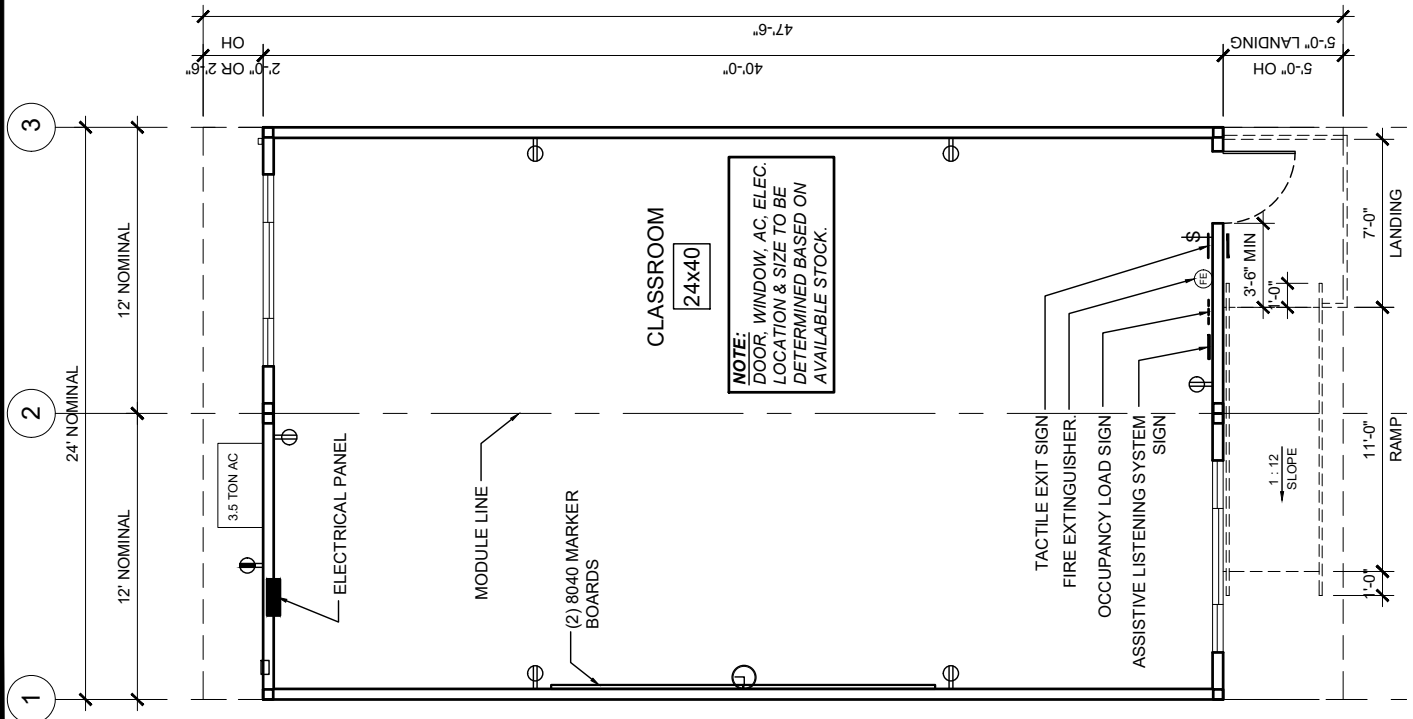 3
2
1
24' NOMINAL
12' NOMINAL
12' NOMINAL
2'-0" OR 2'-6"
OH
47'-6"
40'-0"
5'-0" OH
5'-0" LANDING
3.5 TON AC
ELECTRICAL PANEL
MODULE LINE
(2) 8040 MARKER
BOARDS
CLASSROOM
24x40
NOTE:
DOOR, WINDOW, AC, ELEC.
LOCATION & SIZE TO BE
DETERMINED BASED ON
AVAILABLE STOCK.
TACTILE EXIT SIGN
FIRE EXTINGUISHER.
OCCUPANCY LOAD SIGN
ASSISTIVE LISTENING SYSTEM
SIGN
$
FE
3'-6" MIN
1'-0"
7'-0"
LANDING
11'-0"
RAMP
1 : 12
SLOPE
1'-0"